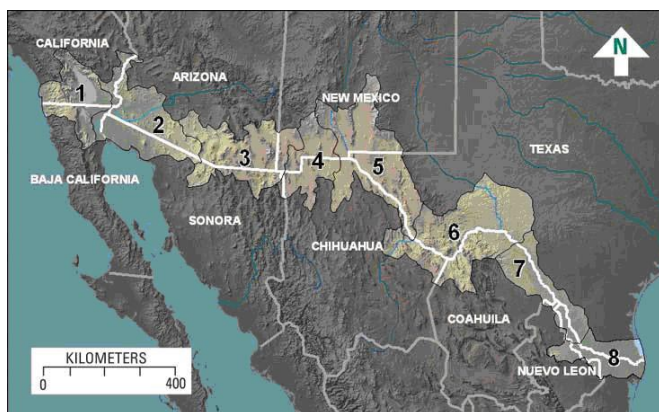 CALIFORNIA
N
ARIZONA
1
NEW MEXICO
2
TEXAS
3
4
5
BAJA CALIFORNIA
SONORA
6
CHIHUAHUA
7
COAHUILA
KILOMETERS
0 400
NUEVO LEON
8